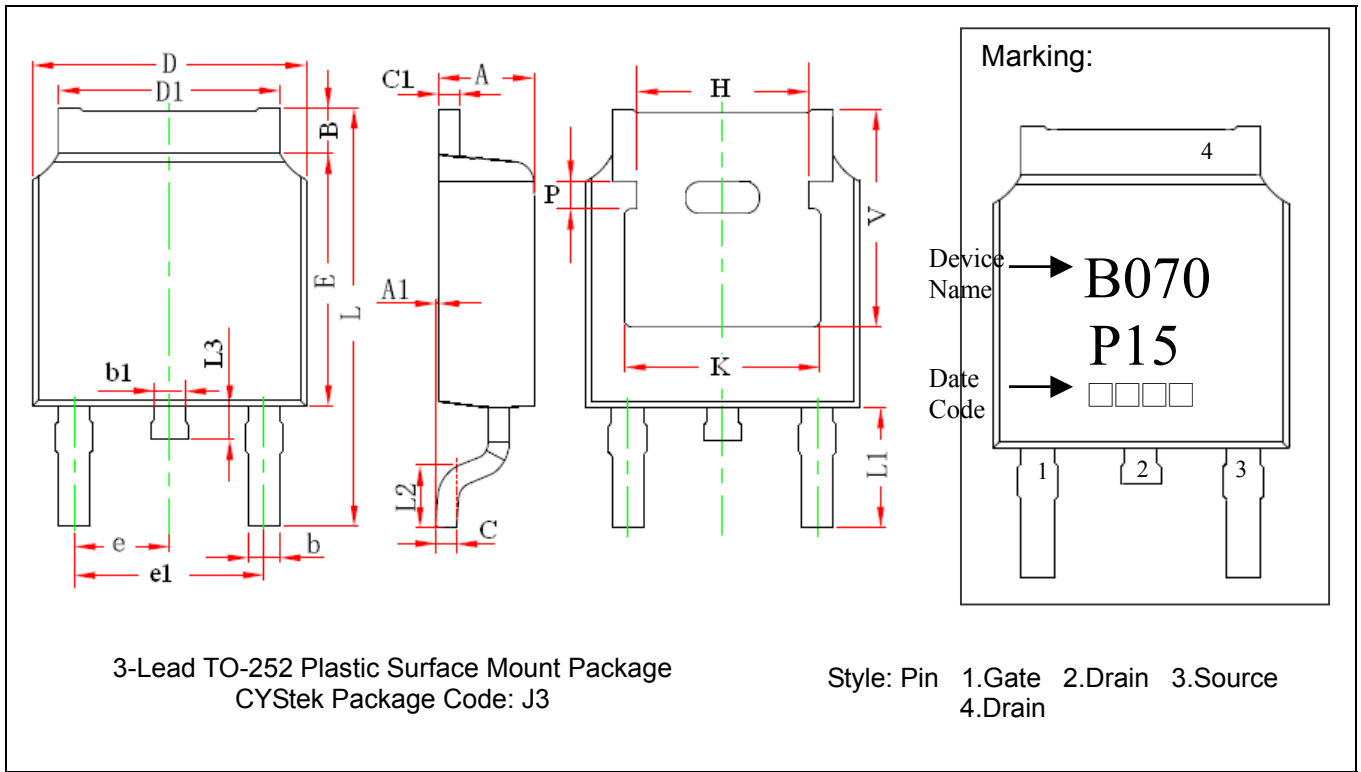 D
D1
B
E
L
L3
b1
e
e1
b
C1
A
A1
L2
C
H
P
V
K
L1
Marking:
4
Device
Name
B070
P15
Date
Code
□□□□
1 2 3
3-Lead TO-252 Plastic Surface Mount Package
CYStek Package Code: J3
Style: Pin 1.Gate 2.Drain 3.Source
4.Drain